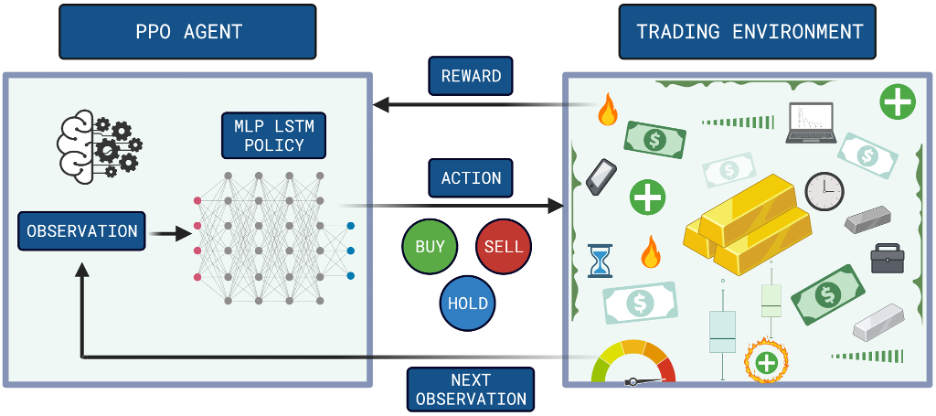 PPO AGENT
TRADING ENVIRONMENT
REWARD
MLP LSTM
POLICY
ACTION
OBSERVATION
BUY
SELL
HOLD
NEXT
OBSERVATION
$
$
$
$
$